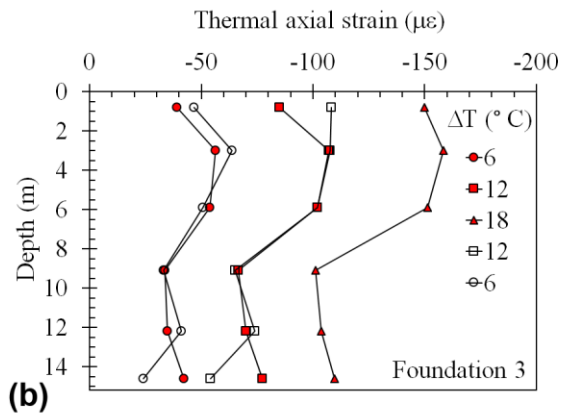 Thermal axial strain (με)
0 -50 -100 -150 -200
0
2
4
6
8
10
12
14
Depth (m)
ΔT (° C)
6
12
18
12
6
Foundation 3
(b)